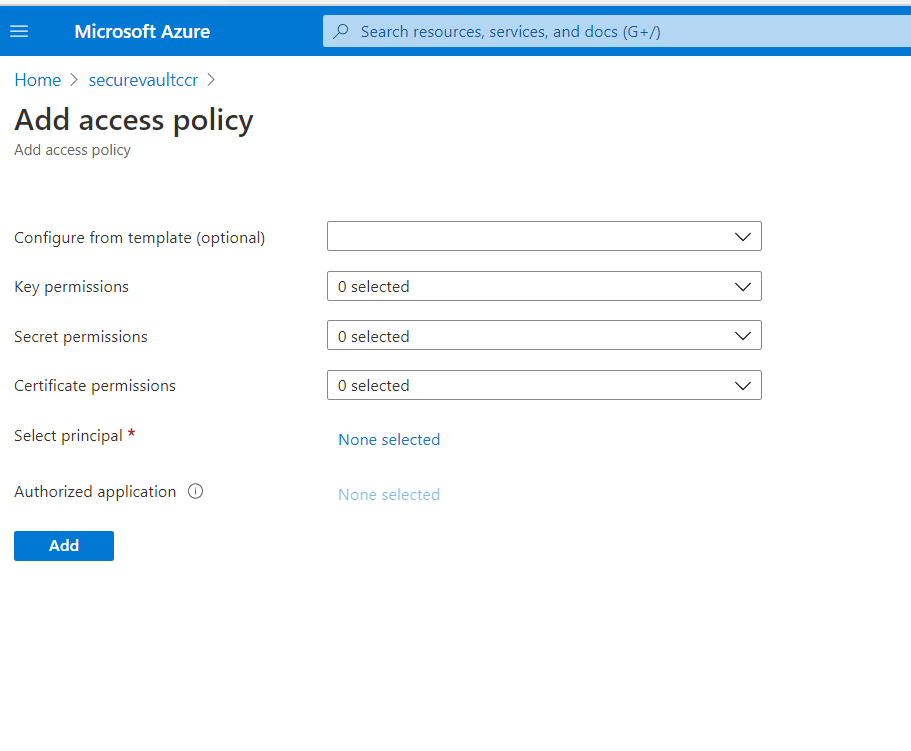 Microsoft Azure
Search resources, services, and docs (G+/)
Home > securevaultccr >
Add access policy
Add access policy
Configure from template (optional)
Key permissions
0 selected
Secret permissions
0 selected
Certificate permissions
0 selected
Select principal *
None selected
Authorized application
None selected
Add